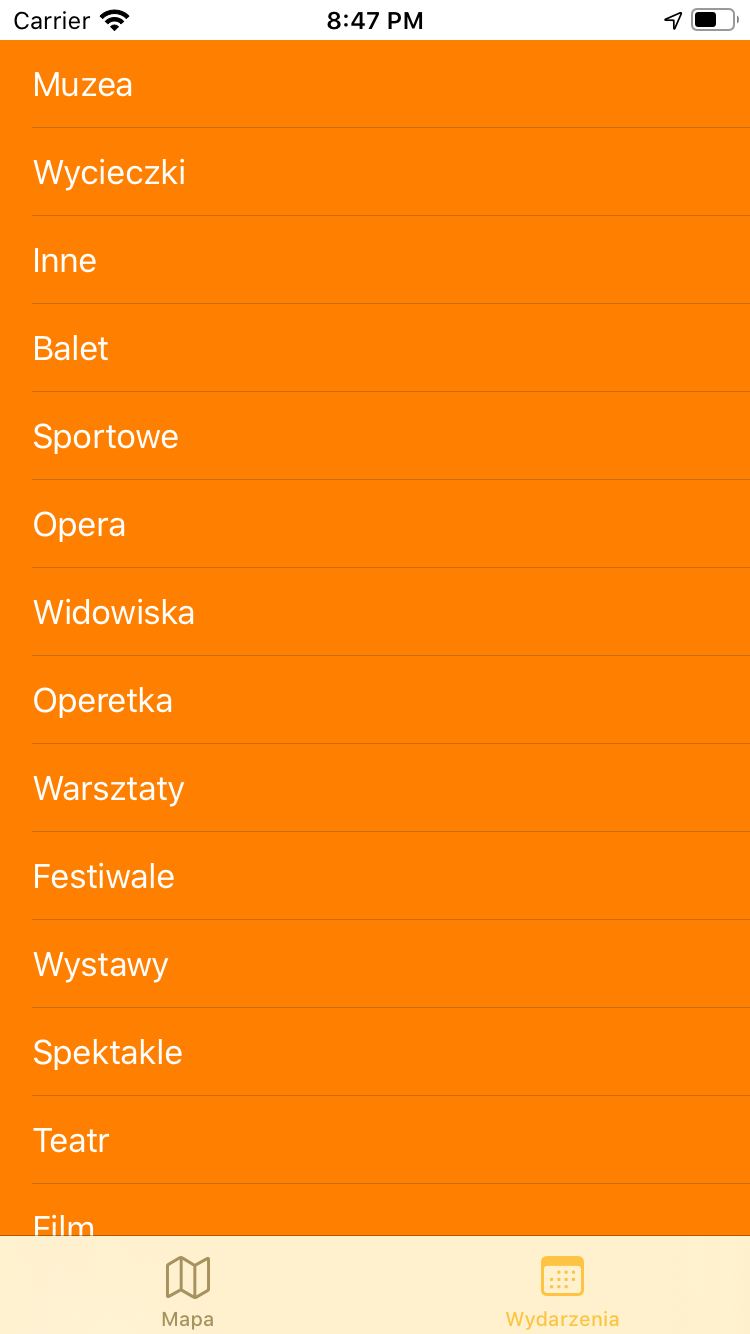 Carrier 8:47 PM
Muzea
Wycieczki
Inne
Balet
Sportowe
Opera
Widowiska
Operetka
Warsztaty
Festiwale
Wystawy
Spektakle
Teatr
Film
Mapa Wydarzenia